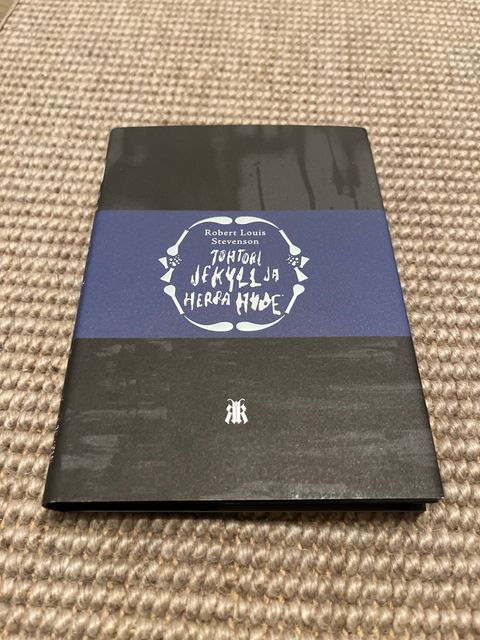 Robert Louis
Stevenson
TOHTORI
JEKYLL JA
HERRA HYDE